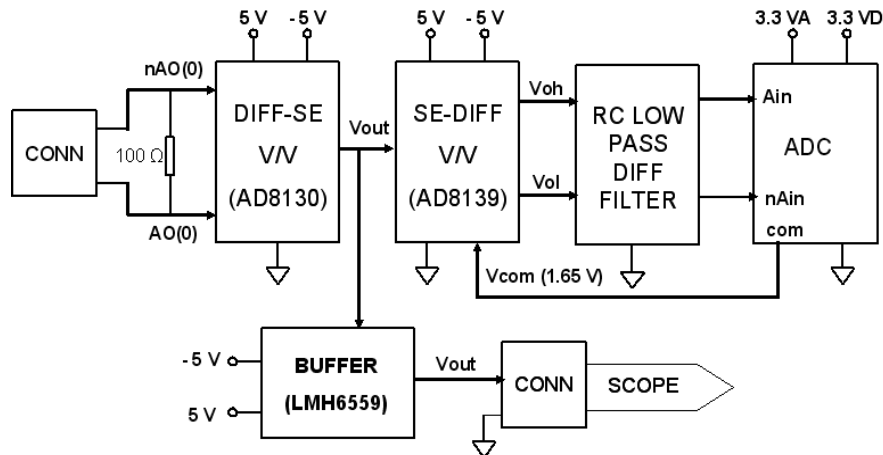 5 V
- 5 V
5 V
- 5 V
3.3 VA
3.3 VD
nAO(0)
CONN
100 Ω
AO(0)
DIFF-SE
V/V
(AD8130)
Vout
SE-DIFF
V/V
(AD8139)
Voh
Vol
RC LOW
PASS
DIFF
FILTER
Ain
ADC
nAin
com
Vcom (1.65 V)
- 5 V
5 V
BUFFER
(LMH6559)
Vout
CONN
SCOPE